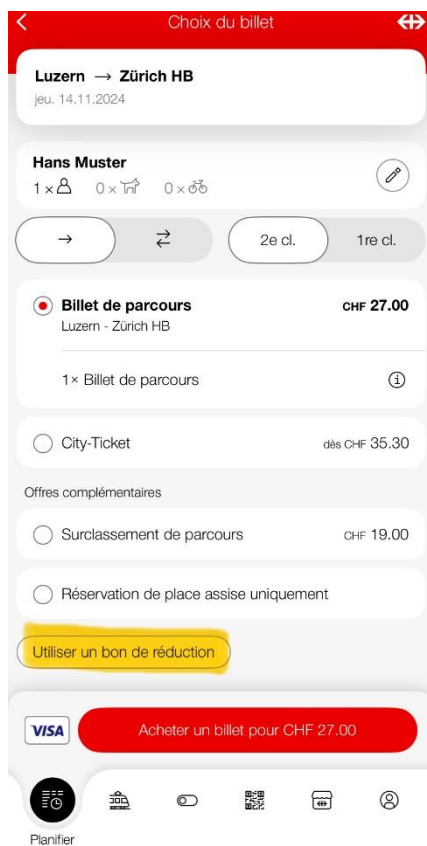 Choix du billet
Luzern → Zürich HB
jeu. 14.11.2024
Hans Muster
1 × 0 × 0 ×
→ ⇄ 2e cl. 1re cl.
Billet de parcours CHF 27.00
Luzern - Zürich HB
1× Billet de parcours
City-Ticket dès CHF 35.30
Offres complémentaires
Surclassement de parcours CHF 19.00
Réservation de place assise uniquement
Utiliser un bon de réduction
VISA Acheter un billet pour CHF 27.00
Planifier